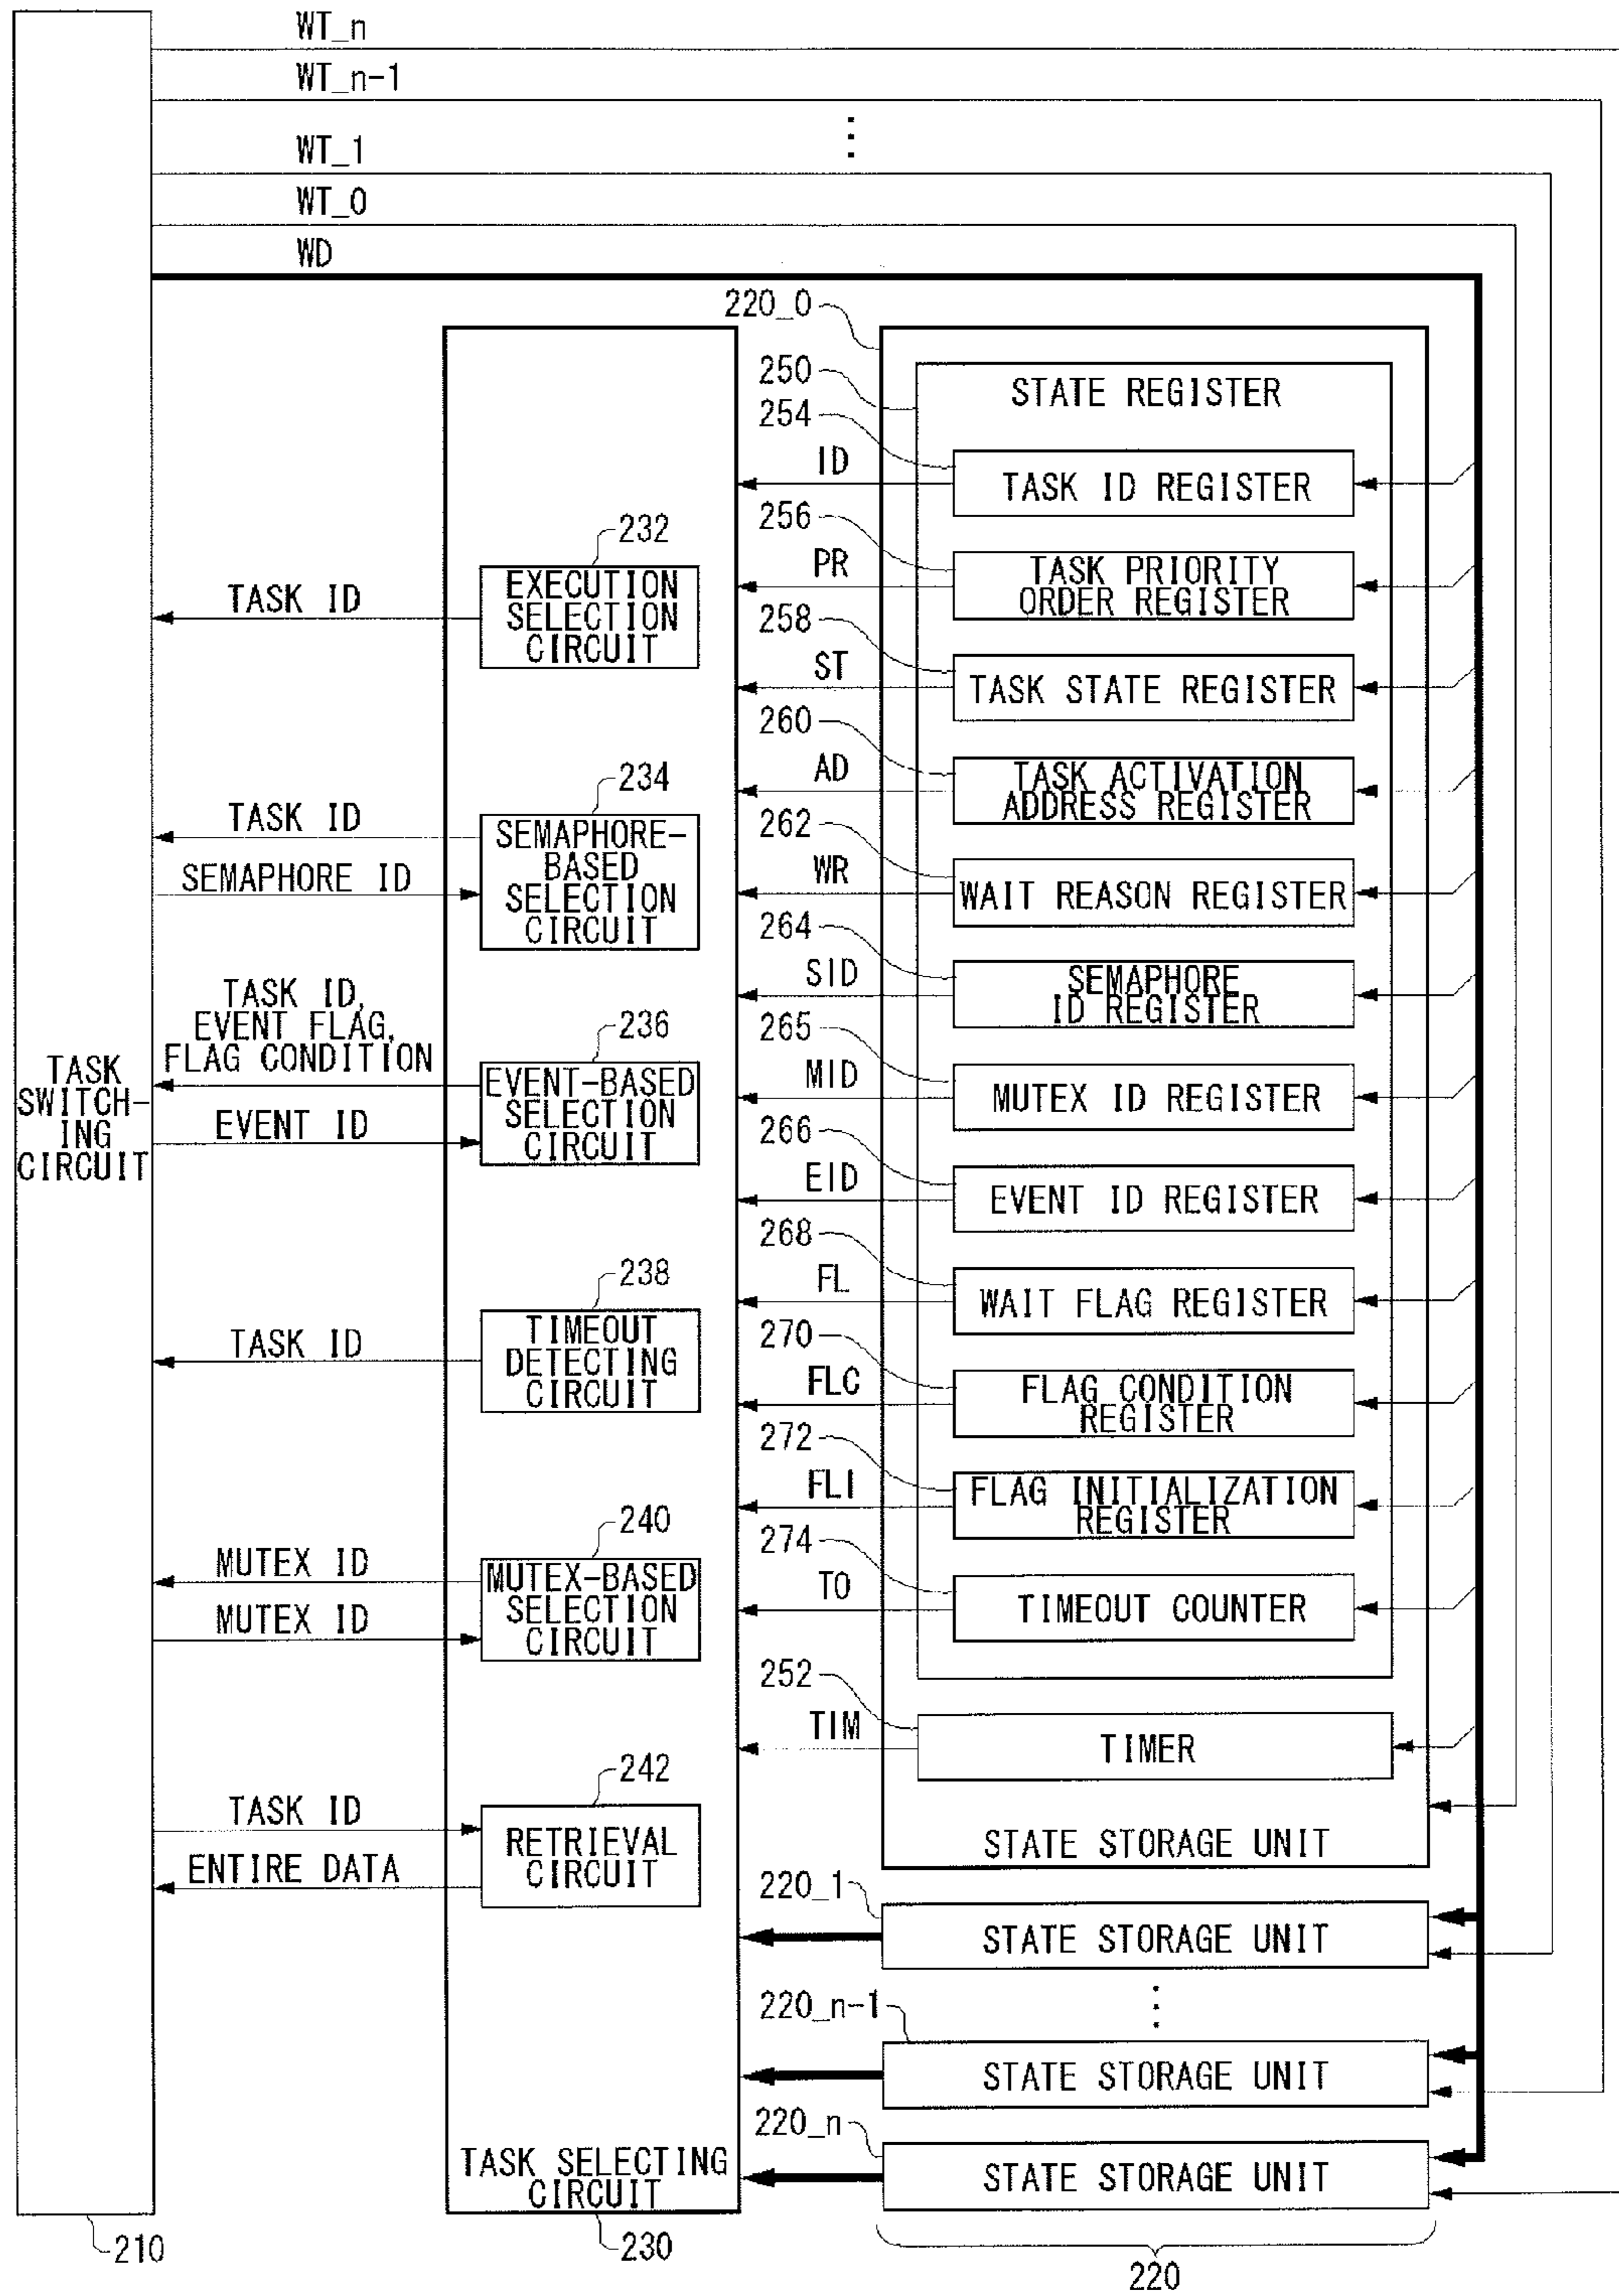 WT_n
WT_n-1
WT_1
WT_0
WD
220_0
250
STATE REGISTER
254
ID
TASK ID REGISTER
256
PR
TASK PRIORITY
ORDER REGISTER
232
EXECUTION
SELECTION
CIRCUIT
TASK ID
258
ST
TASK STATE REGISTER
260
AD
TASK ACTIVATION
ADDRESS REGISTER
234
TASK ID
SEMAPHORE-
BASED
SELECTION
CIRCUIT
SEMAPHORE ID
262
WR
WAIT REASON REGISTER
264
SID
SEMAPHORE
ID REGISTER
TASK ID,
EVENT FLAG,
FLAG CONDITION
236
EVENT-BASED
SELECTION
CIRCUIT
EVENT ID
265
MID
MUTEX ID REGISTER
TASK
SWITCH-
ING
CIRCUIT
266
EID
EVENT ID REGISTER
268
FL
WAIT FLAG REGISTER
238
TIMEOUT
DETECTING
CIRCUIT
TASK ID
270
FLC
FLAG CONDITION
REGISTER
272
FLI
FLAG INITIALIZATION
REGISTER
240
MUTEX ID
MUTEX-BASED
SELECTION
CIRCUIT
MUTEX ID
274
TO
TIMEOUT COUNTER
252
TIM
TIMER
242
TASK ID
RETRIEVAL
CIRCUIT
ENTIRE DATA
STATE STORAGE UNIT
220_1
STATE STORAGE UNIT
220_n-1
STATE STORAGE UNIT
220_n
STATE STORAGE UNIT
TASK SELECTING
CIRCUIT
210
230
220